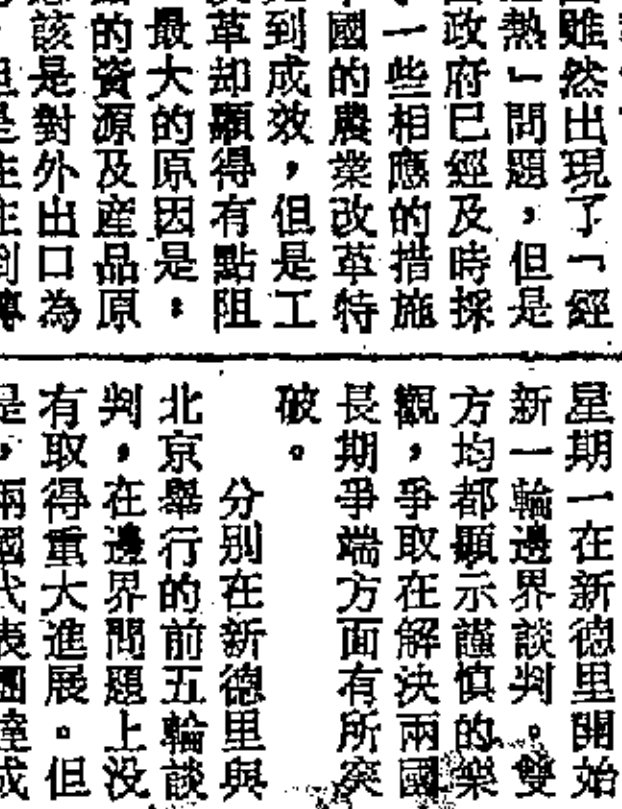 雖然出現了「經
熱」問題，但是
政府已經及時採
一些相應的措施
國的農業改革特
到成效，但是工
革却顯得有點阻
最大的原因是：
的資源及產品原
該是對外出口為
星期一在新德里開始
新一輪邊界談判。雙
方均都顯示謹慎的樂
觀，爭取在解決兩國
長期爭端方面有所突
破。
分別在新德里與
北京舉行的前五輪談
判，在邊界問題上没
有取得重大進展。但
是，兩國代表團達成